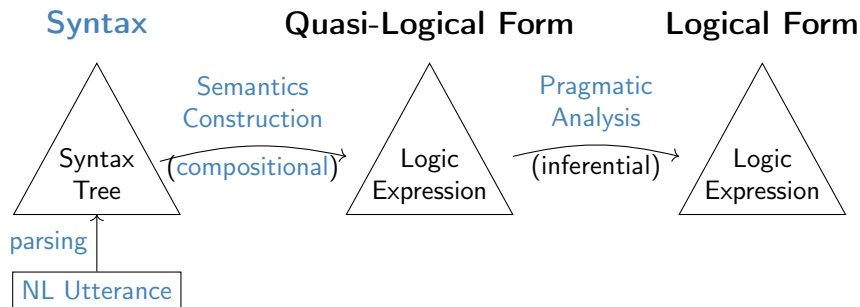 Syntax
Quasi-Logical Form
Logical Form
Semantics
Construction
(compositional)
Pragmatic
Analysis
(inferential)
Syntax
Tree
Logic
Expression
Logic
Expression
parsing
NL Utterance